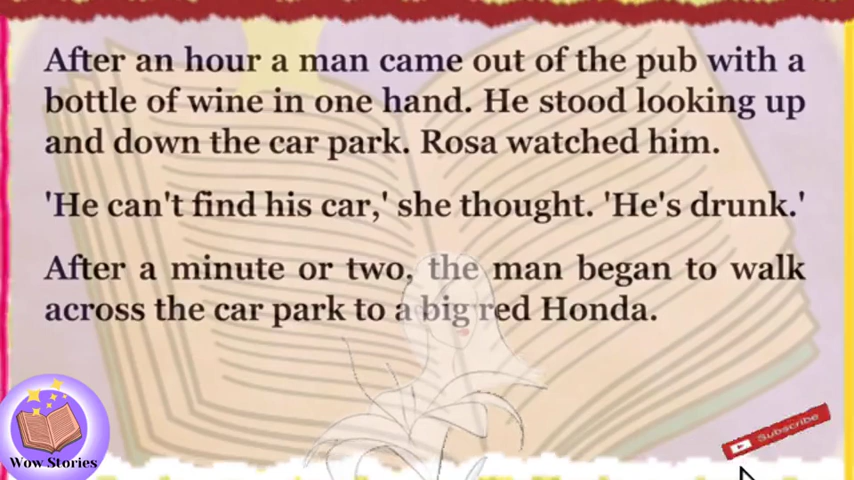 After an hour a man came out of the pub with a
bottle of wine in one hand. He stood looking up
and down the car park. Rosa watched him.
'He can't find his car,' she thought. 'He's drunk.'
After a minute or two, the man began to walk
across the car park to a big red Honda.
Subscribe
Wow Stories